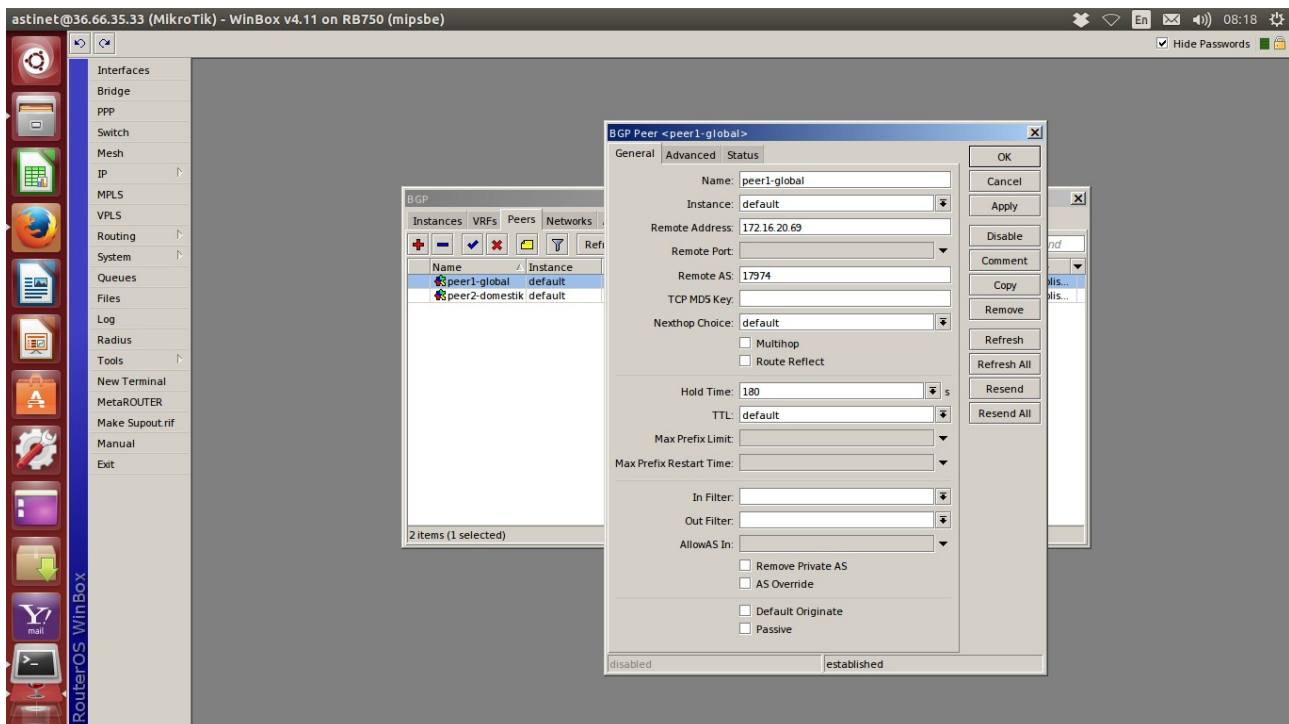 astinet@36.66.35.33 (MikroTik) - WinBox v4.11 on RB750 (mipsbe)
En
08:18
Hide Passwords
Interfaces
Bridge
PPP
Switch
Mesh
IP
MPLS
VPLS
Routing
System
Queues
Files
Log
Radius
Tools
New Terminal
MetaROUTER
Make Supout.rif
Manual
Exit
RouterOS WinBox
Y!
mail
BGP
Instances VRFs Peers Networks
Name Instance
peer1-global default
peer2-domestik default
2 items (1 selected)
BGP Peer <peer1-global>
General Advanced Status
Name: peer1-global
Instance: default
Remote Address: 172.16.20.69
Remote Port:
Remote AS: 17974
TCP MD5 Key:
Nexthop Choice: default
Multihop
Route Reflect
Hold Time: 180 s
TTL: default
Max Prefix Limit:
Max Prefix Restart Time:
In Filter:
Out Filter:
AllowAS In:
Remove Private AS
AS Override
Default Originate
Passive
disabled established
OK
Cancel
Apply
Disable
Comment
Copy
Remove
Refresh
Refresh All
Resend
Resend All